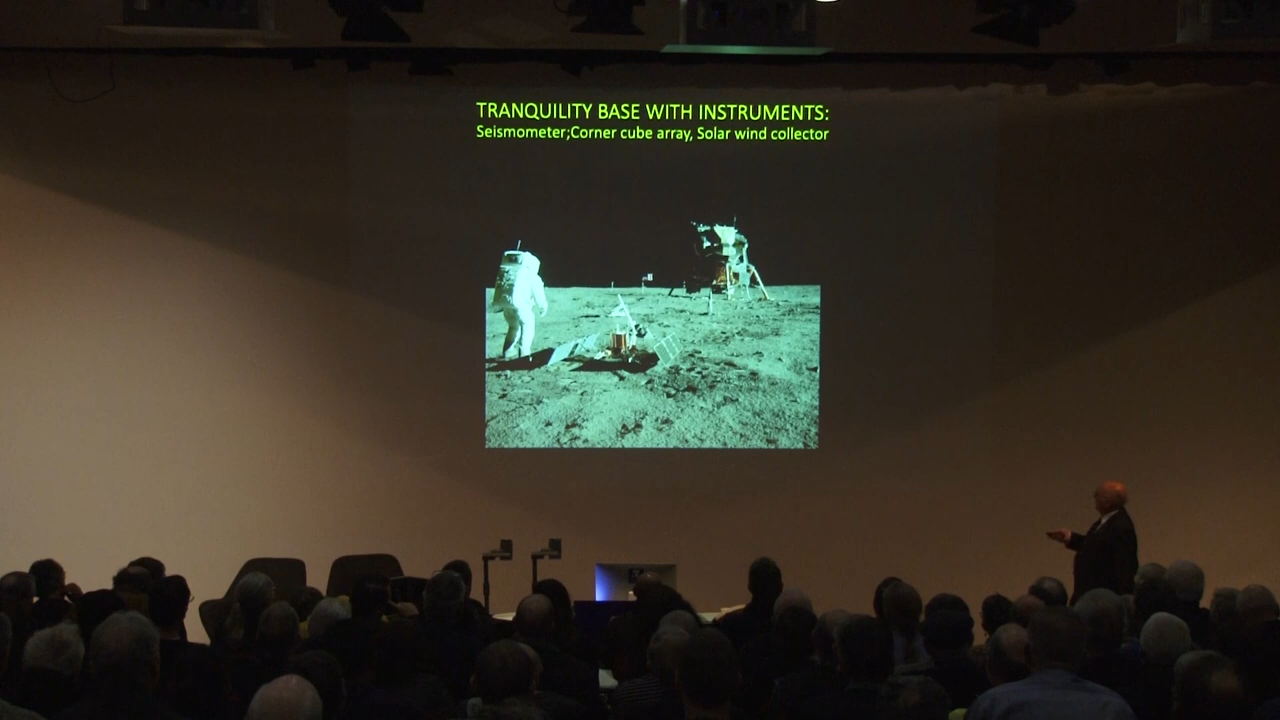 TRANQUILITY BASE WITH INSTRUMENTS:
Seismometer;Corner cube array, Solar wind collector